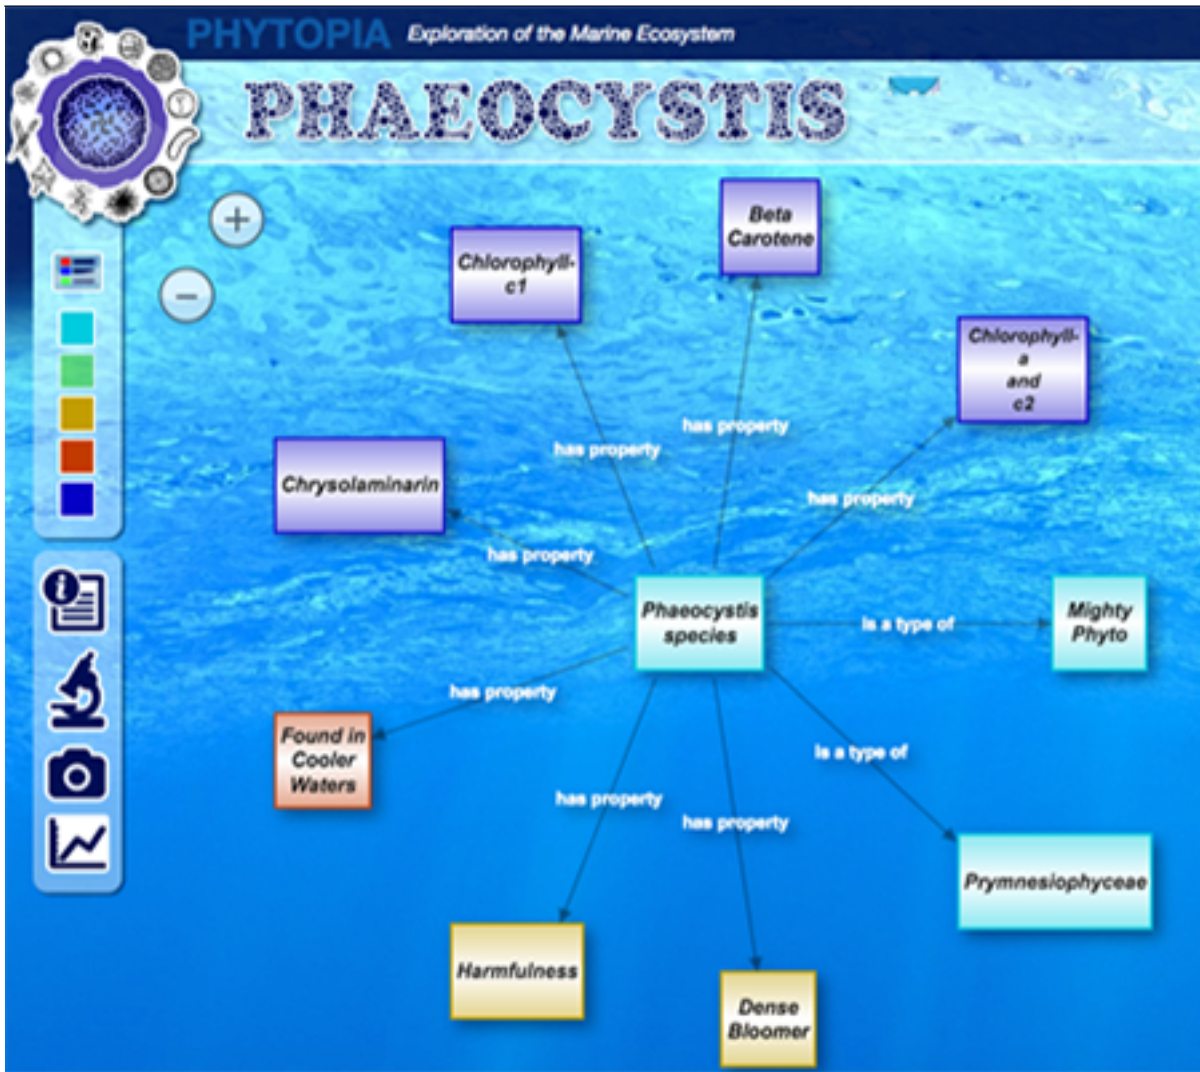 PHYTOPIA Exploration of the Marine Ecosystem
PHAEOCYSTIS
Beta
Carotene
Chlorophyll-
c1
Chlorophyll-
a
and
c2
has property
has property
Chrysolaminarin
has property
has property
Phaeocystis
species
is a type of
Mighty
Phyto
has property
Found in
Cooler
Waters
is a type of
has property
has property
Prymnesiophyceae
Harmfulness
Dense
Bloomer